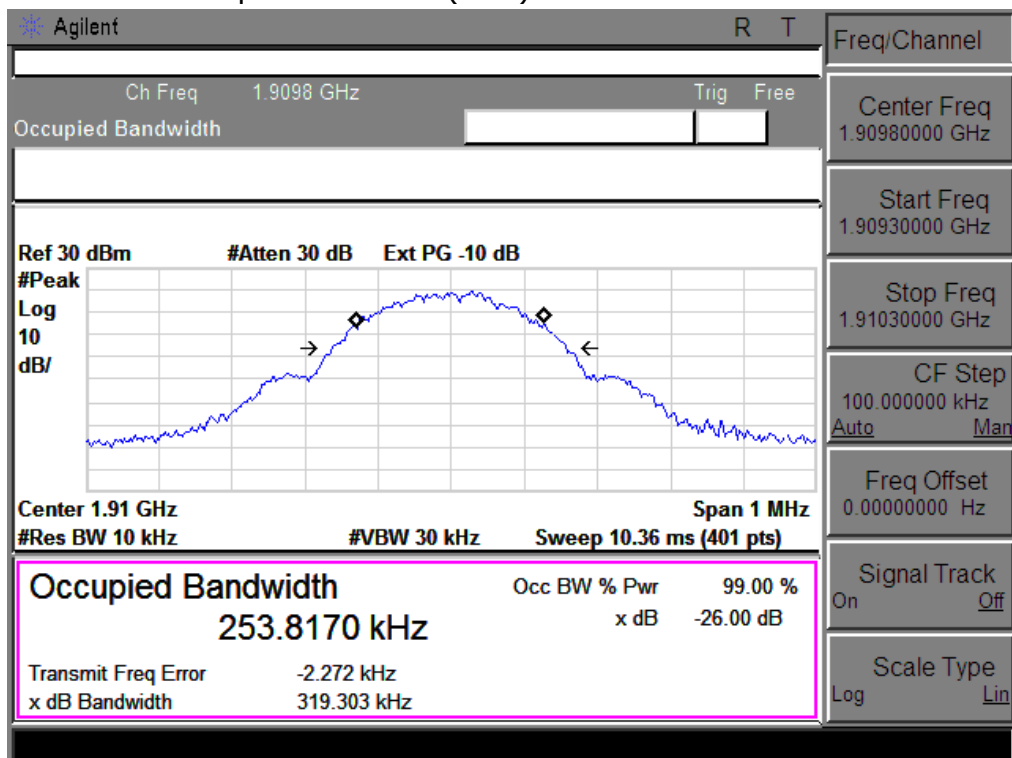 Agilent R T
Ch Freq 1.9098 GHz Trig Free
Occupied Bandwidth
Ref 30 dBm #Atten 30 dB Ext PG -10 dB
#Peak
Log
10
dB/
Center 1.91 GHz Span 1 MHz
#Res BW 10 kHz #VBW 30 kHz Sweep 10.36 ms (401 pts)
Occupied Bandwidth Occ BW % Pwr 99.00 %
253.8170 kHz x dB -26.00 dB
Transmit Freq Error -2.272 kHz
x dB Bandwidth 319.303 kHz
Freq/Channel
Center Freq
1.90980000 GHz
Start Freq
1.90930000 GHz
Stop Freq
1.91030000 GHz
CF Step
100.000000 kHz
Auto Man
Freq Offset
0.00000000 Hz
Signal Track
On Off
Scale Type
Log Lin